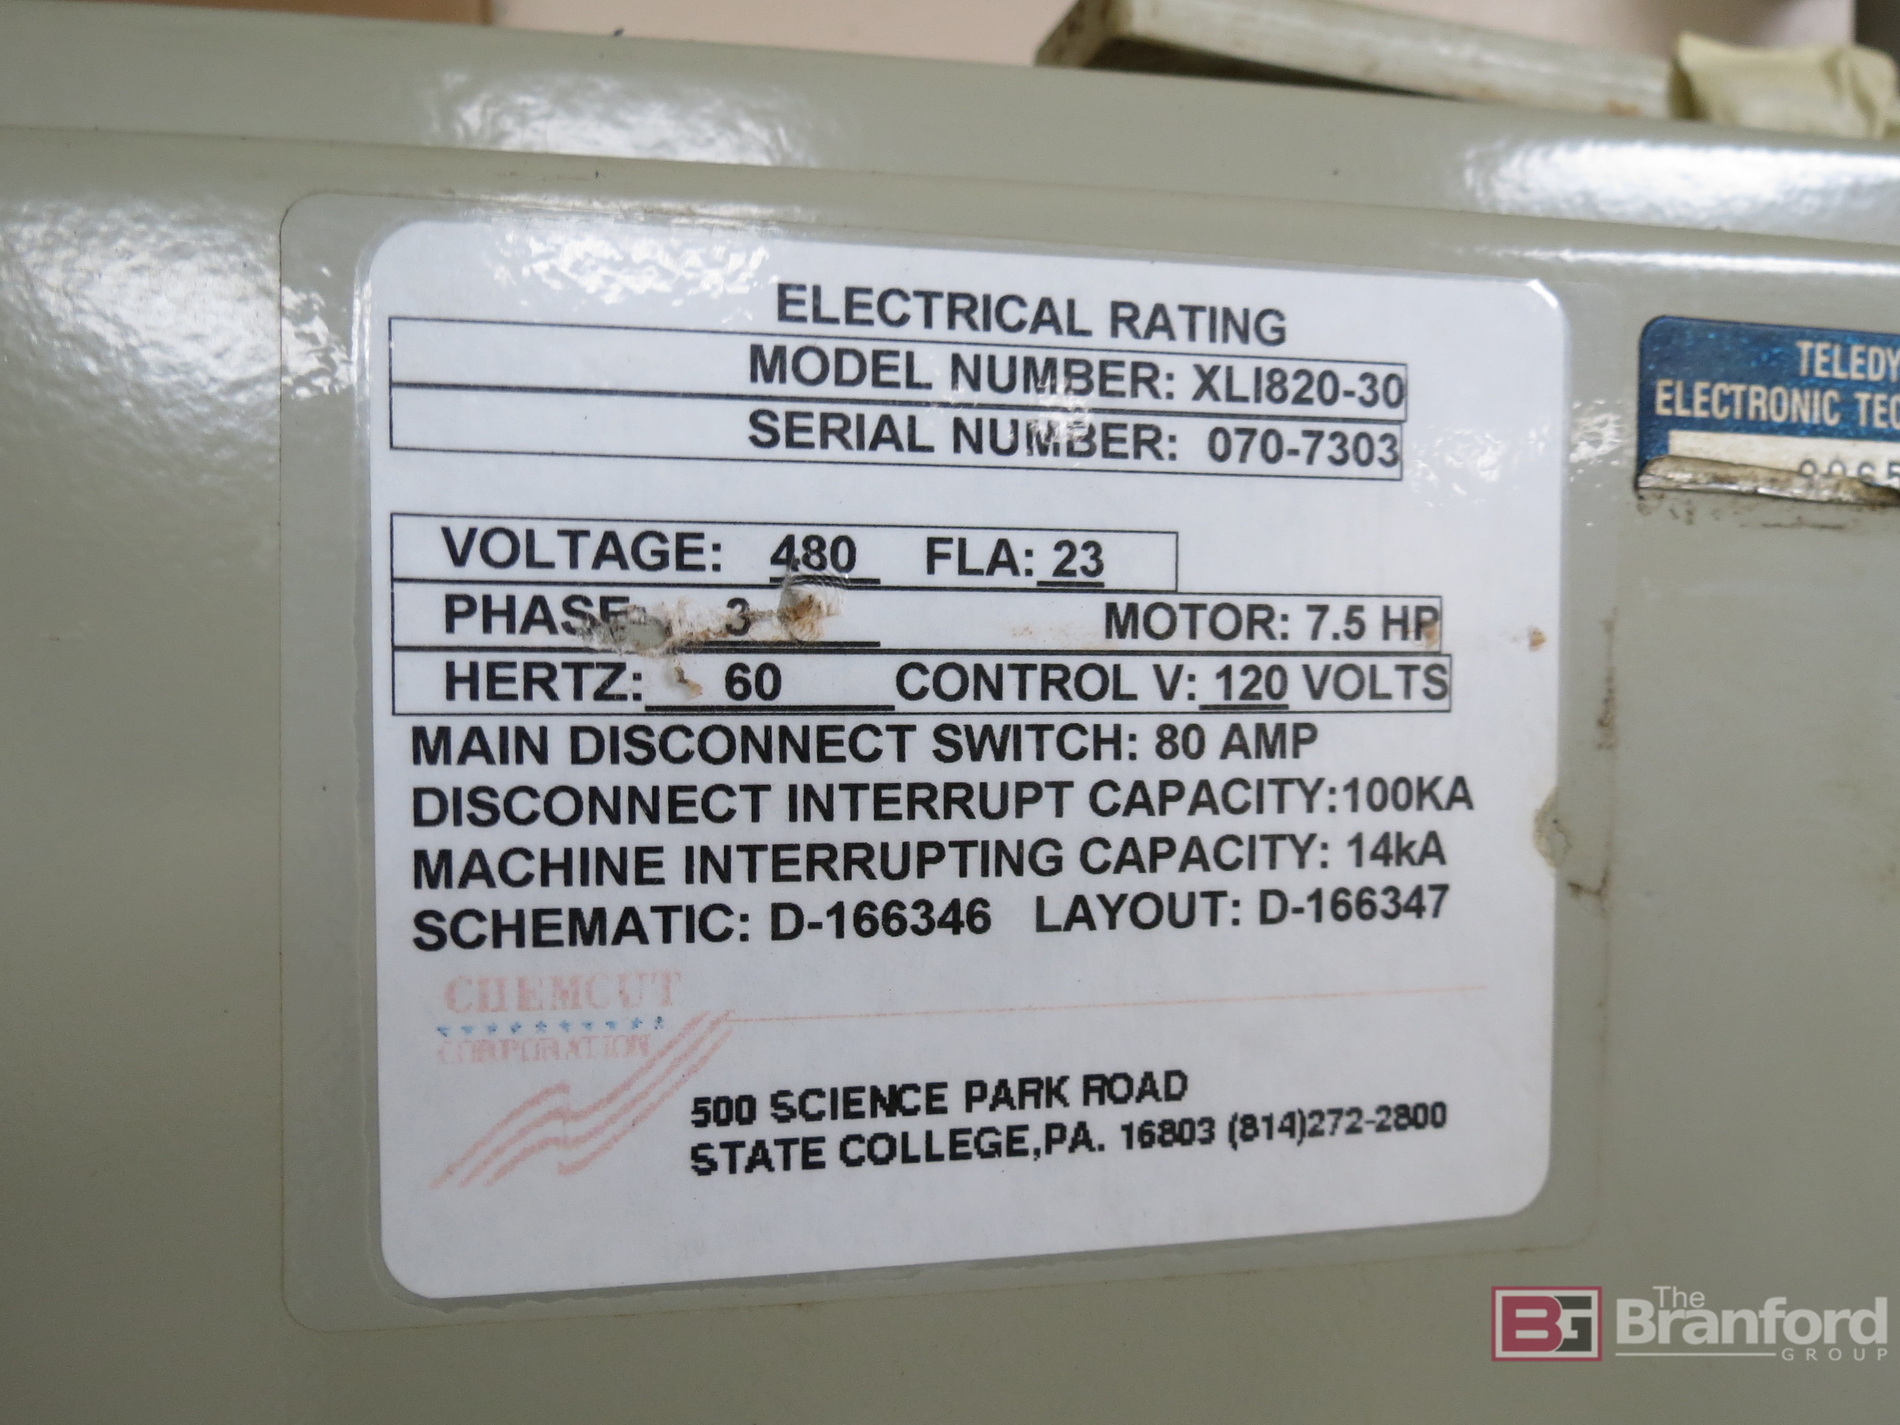 ELECTRICAL RATING
MODEL NUMBER: XLI820-30
SERIAL NUMBER: 070-7303
VOLTAGE: 480 FLA: 23
PHASE 3 MOTOR: 7.5 HP
HERTZ: 60 CONTROL V: 120 VOLTS
MAIN DISCONNECT SWITCH: 80 AMP
DISCONNECT INTERRUPT CAPACITY:100KA
MACHINE INTERRUPTING CAPACITY: 14kA
SCHEMATIC: D-166346 LAYOUT: D-166347
CHEMCUT
CORPORATION
500 SCIENCE PARK ROAD
STATE COLLEGE,PA. 16803 (814)272-2800
TELEDY
ELECTRONIC TEC
BG The
Branford
GROUP